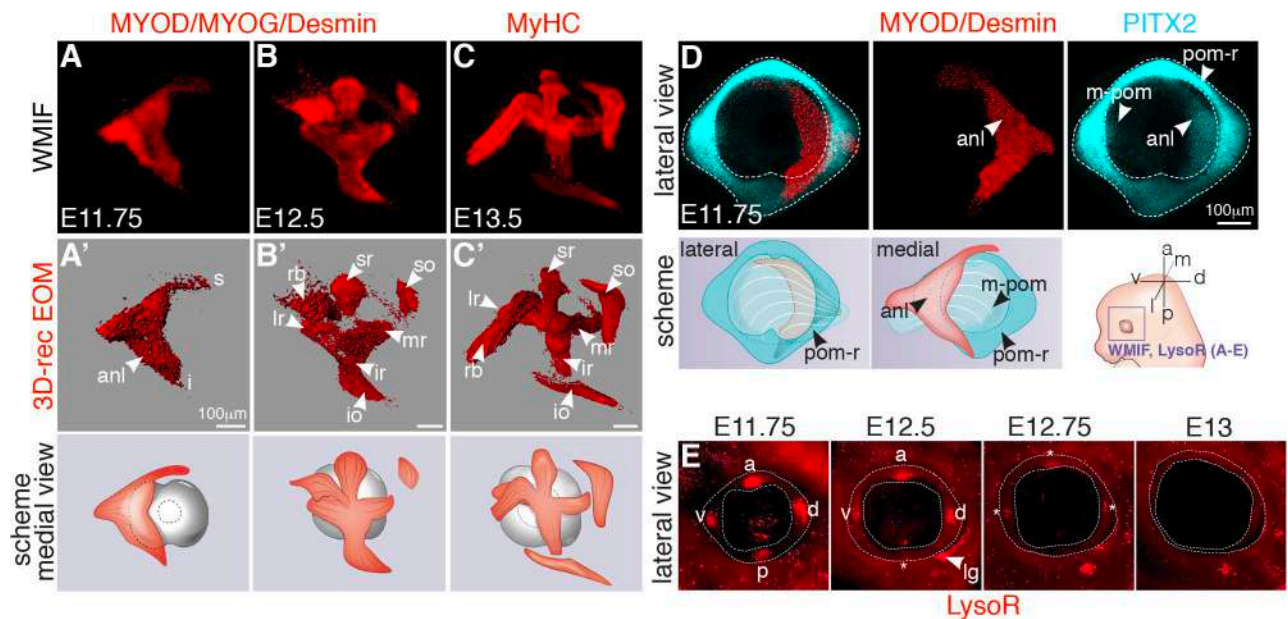 MYOD/MYOG/Desmin
MyHC
WMIF
A
E11.75
B
E12.5
C
E13.5
3D-rec EOM
A'
s
anl
i
100µm
B'
sr
rb
so
lr
mr
ir
io
C'
sr
so
lr
mr
rb
ir
io
scheme
medial view
MYOD/Desmin
PITX2
lateral view
D
E11.75
anl
pom-r
m-pom
anl
100µm
scheme
lateral
pom-r
medial
m-pom
anl
pom-r
a
m
v
d
l
p
WMIF, LysoR (A-E)
E11.75
E12.5
E12.75
E13
lateral view
E
a
v
d
p
a
v
d
*
lg
*
*
*
LysoR